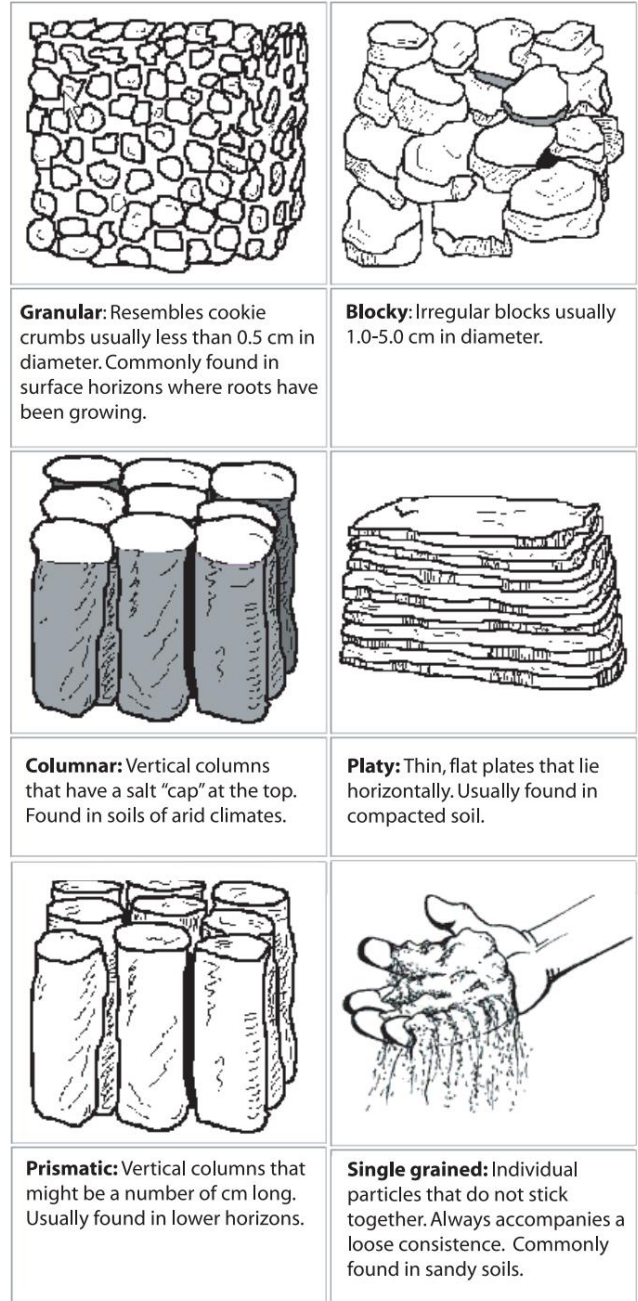 Granular: Resembles cookie
crumbs usually less than 0.5 cm in
diameter. Commonly found in
surface horizons where roots have
been growing.
Blocky: Irregular blocks usually
1.0-5.0 cm in diameter.
Columnar: Vertical columns
that have a salt “cap” at the top.
Found in soils of arid climates.
Platy: Thin, flat plates that lie
horizontally. Usually found in
compacted soil.
Prismatic: Vertical columns that
might be a number of cm long.
Usually found in lower horizons.
Single grained: Individual
particles that do not stick
together. Always accompanies a
loose consistence. Commonly
found in sandy soils.